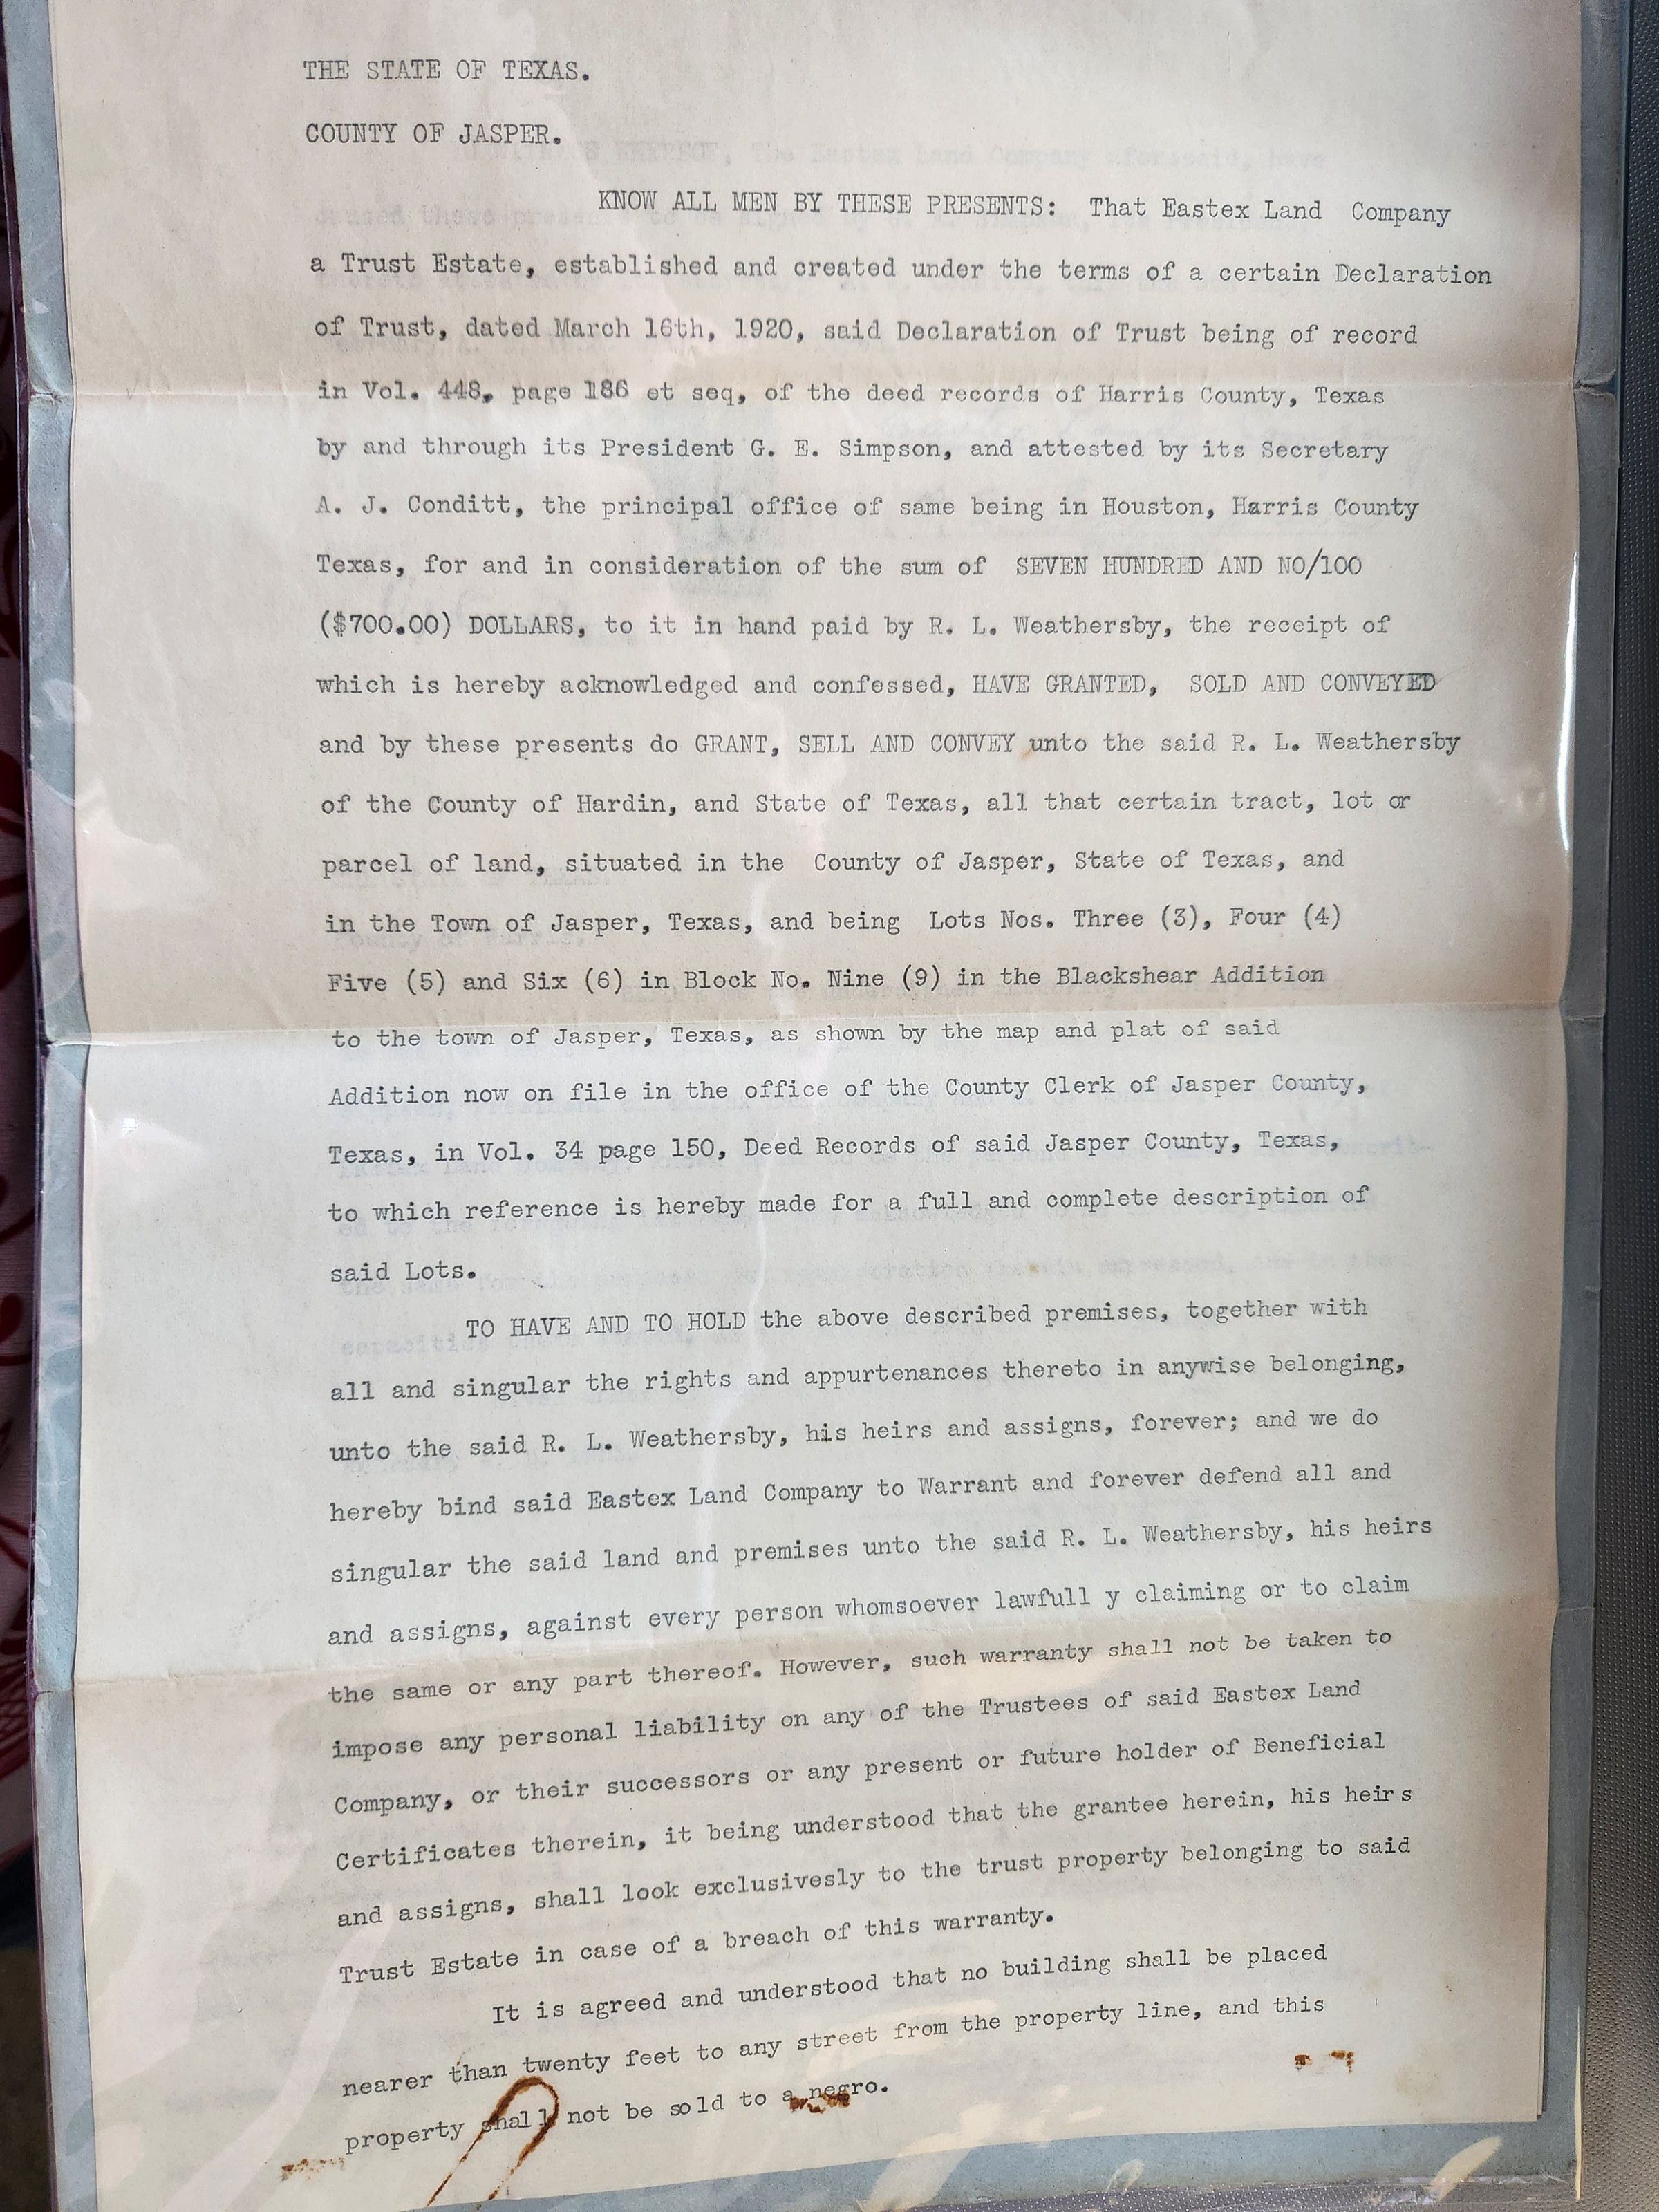 THE STATE OF TEXAS.
COUNTY OF JASPER.
KNOW ALL MEN BY THESE PRESENTS: That Eastex Land Company
a Trust Estate, established and created under the terms of a certain Declaration
of Trust, dated March 16th, 1920, said Declaration of Trust being of record
in Vol. 448, page 186 et seq, of the deed records of Harris County, Texas
by and through its President G. E. Simpson, and attested by its Secretary
A. J. Conditt, the principal office of same being in Houston, Harris County
Texas, for and in consideration of the sum of SEVEN HUNDRED AND NO/100
($700.00) DOLLARS, to it in hand paid by R. L. Weathersby, the receipt of
which is hereby acknowledged and confessed, HAVE GRANTED, SOLD AND CONVEYED
and by these presents do GRANT, SELL AND CONVEY unto the said R. L. Weathersby
of the County of Hardin, and State of Texas, all that certain tract, lot or
parcel of land, situated in the County of Jasper, State of Texas, and
in the Town of Jasper, Texas, and being Lots Nos. Three (3), Four (4)
Five (5) and Six (6) in Block No. Nine (9) in the Blackshear Addition
to the town of Jasper, Texas, as shown by the map and plat of said
Addition now on file in the office of the County Clerk of Jasper County,
Texas, in Vol. 34 page 150, Deed Records of said Jasper County, Texas,
to which reference is hereby made for a full and complete description of
said Lots.
TO HAVE AND TO HOLD the above described premises, together with
all and singular the rights and appurtenances thereto in anywise belonging,
unto the said R. L. Weathersby, his heirs and assigns, forever; and we do
hereby bind said Eastex Land Company to Warrant and forever defend all and
singular the said land and premises unto the said R. L. Weathersby, his heirs
and assigns, against every person whomsoever lawfull y claiming or to claim
the same or any part thereof. However, such warranty shall not be taken to
impose any personal liability on any of the Trustees of said Eastex Land
Company, or their successors or any present or future holder of Beneficial
Certificates therein, it being understood that the grantee herein, his heirs
and assigns, shall look exclusivesly to the trust property belonging to said
Trust Estate in case of a breach of this warranty.
It is agreed and understood that no building shall be placed
nearer than twenty feet to any street from the property line, and this
property shall not be sold to a negro.